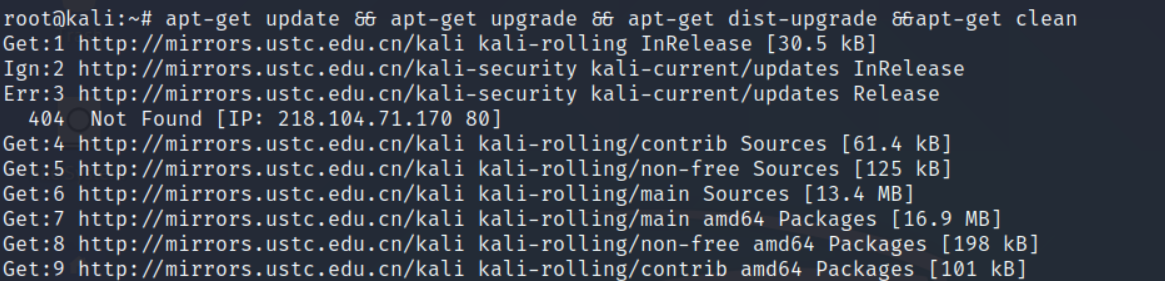 root@kali:~# apt-get update && apt-get upgrade && apt-get dist-upgrade &&apt-get clean
Get:1 http://mirrors.ustc.edu.cn/kali kali-rolling InRelease [30.5 kB]
Ign:2 http://mirrors.ustc.edu.cn/kali-security kali-current/updates InRelease
Err:3 http://mirrors.ustc.edu.cn/kali-security kali-current/updates Release
  404  Not Found [IP: 218.104.71.170 80]
Get:4 http://mirrors.ustc.edu.cn/kali kali-rolling/contrib Sources [61.4 kB]
Get:5 http://mirrors.ustc.edu.cn/kali kali-rolling/non-free Sources [125 kB]
Get:6 http://mirrors.ustc.edu.cn/kali kali-rolling/main Sources [13.4 MB]
Get:7 http://mirrors.ustc.edu.cn/kali kali-rolling/main amd64 Packages [16.9 MB]
Get:8 http://mirrors.ustc.edu.cn/kali kali-rolling/non-free amd64 Packages [198 kB]
Get:9 http://mirrors.ustc.edu.cn/kali kali-rolling/contrib amd64 Packages [101 kB]